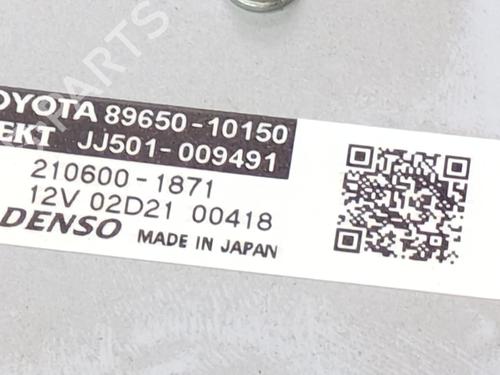 OYOTA 89650-10150
EKT JJ501-009491
210600-1871
12V 02D21 00418
DENSO MADE IN JAPAN